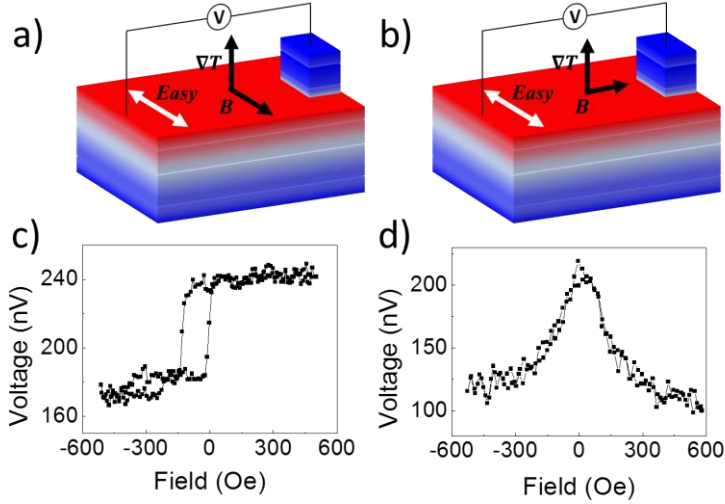 a)
V
∇T
Easy
B
b)
V
∇T
Easy
B
c)
240
200
160
Voltage (nV)
-600 -300 0 300 600
Field (Oe)
d)
200
150
100
Voltage (nV)
-600 -300 0 300 600
Field (Oe)